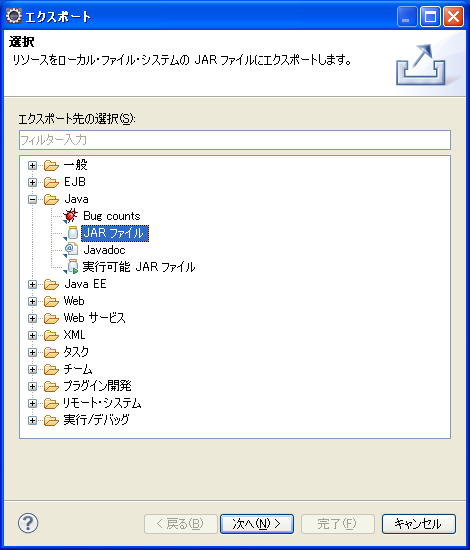 エクスポート
選択
リソースをローカル・ファイル・システムの JAR ファイルにエクスポートします。
エクスポート先の選択(S):
フィルター入力
一般
EJB
Java
Bug counts
JAR ファイル
Javadoc
実行可能 JAR ファイル
Java EE
Web
Web サービス
XML
タスク
チーム
プラグイン開発
リモート・システム
実行/デバッグ
< 戻る(B)
次へ(N) >
完了(F)
キャンセル